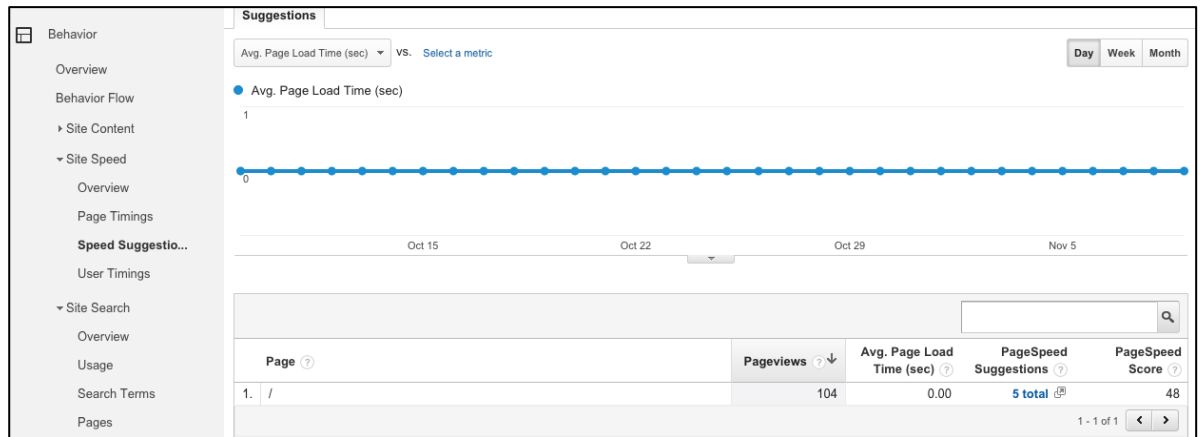 Behavior
Overview
Behavior Flow
Site Content
Site Speed
Overview
Page Timings
Speed Suggestio...
User Timings
Site Search
Overview
Usage
Search Terms
Pages
Suggestions
Avg. Page Load Time (sec) VS. Select a metric
Day Week Month
Avg. Page Load Time (sec)
1
0
Oct 15 Oct 22 Oct 29 Nov 5
Page ? Pageviews ? Avg. Page Load Time (sec) ? PageSpeed Suggestions ? PageSpeed Score ?
1. / 104 0.00 5 total 48
1 - 1 of 1